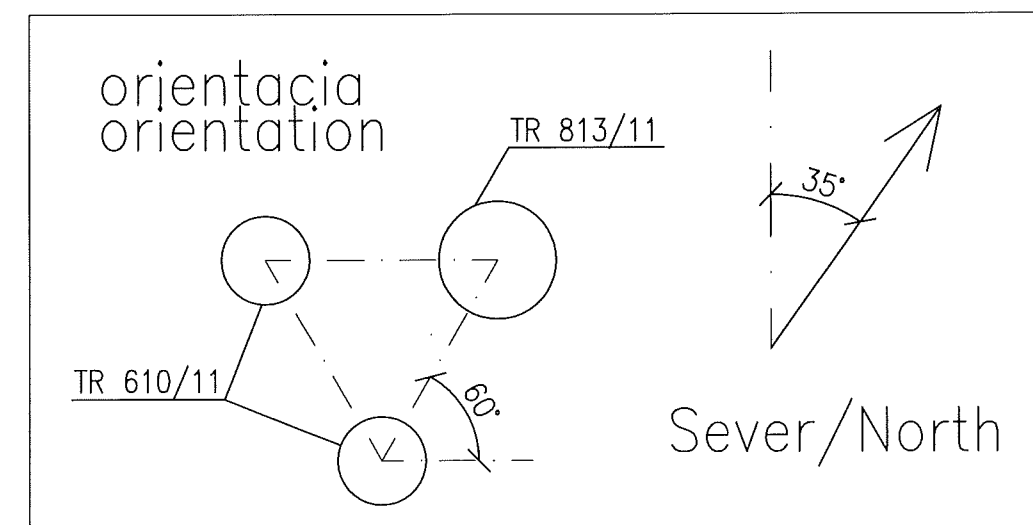 orientacia
orientation
TR 813/11
35°
TR 610/11
60°
Sever/North